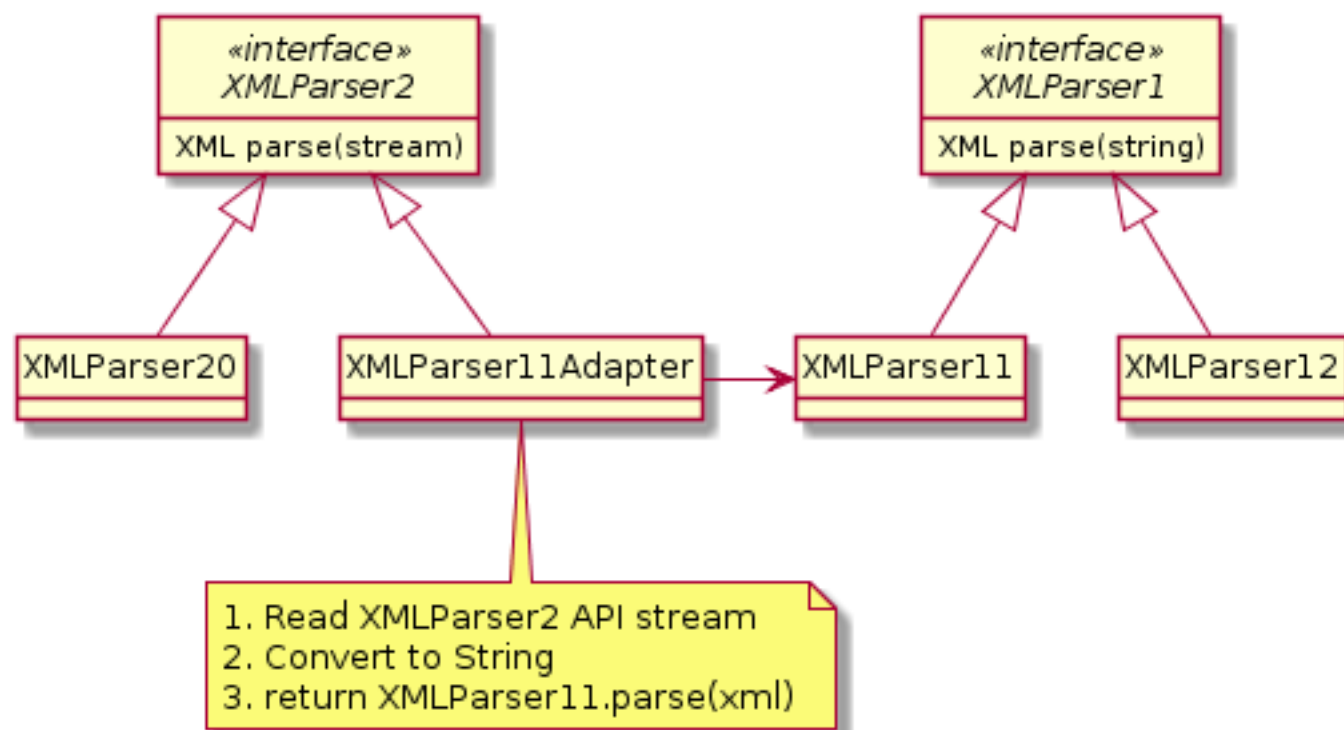 «interface»
XMLParser2
XML parse(stream)
«interface»
XMLParser1
XML parse(string)
XMLParser20
XMLParser11Adapter
XMLParser11
XMLParser12
1. Read XMLParser2 API stream
2. Convert to String
3. return XMLParser11.parse(xml)